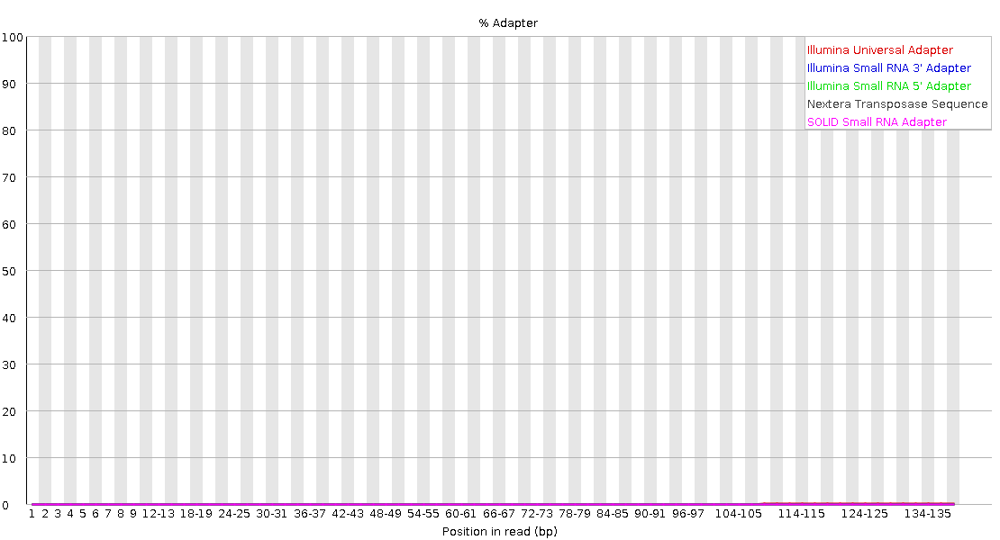 % Adapter
100
90
80
70
60
50
40
30
20
10
0
Illumina Universal Adapter
Illumina Small RNA 3' Adapter
Illumina Small RNA 5' Adapter
Nextera Transposase Sequence
SOLID Small RNA Adapter
1 2 3 4 5 6 7 8 9 12-13 18-19 24-25 30-31 36-37 42-43 48-49 54-55 60-61 66-67 72-73 78-79 84-85 90-91 96-97 104-105 114-115 124-125 134-135
Position in read (bp)